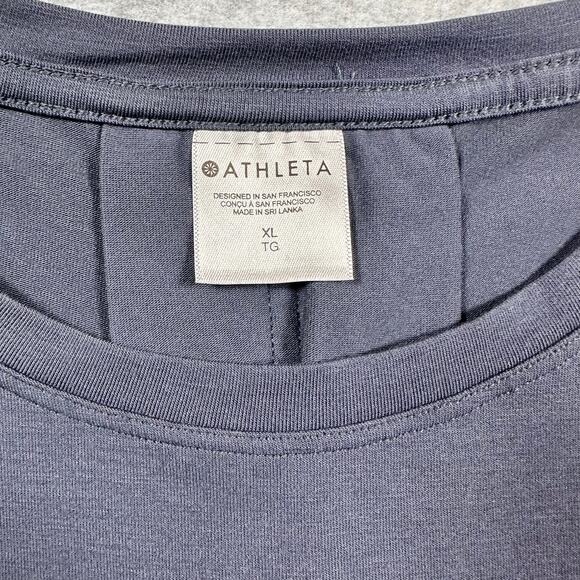 ATHLETA
DESIGNED IN SAN FRANCISCO
CONÇU À SAN FRANCISCO
MADE IN SRI LANKA
XL
TG